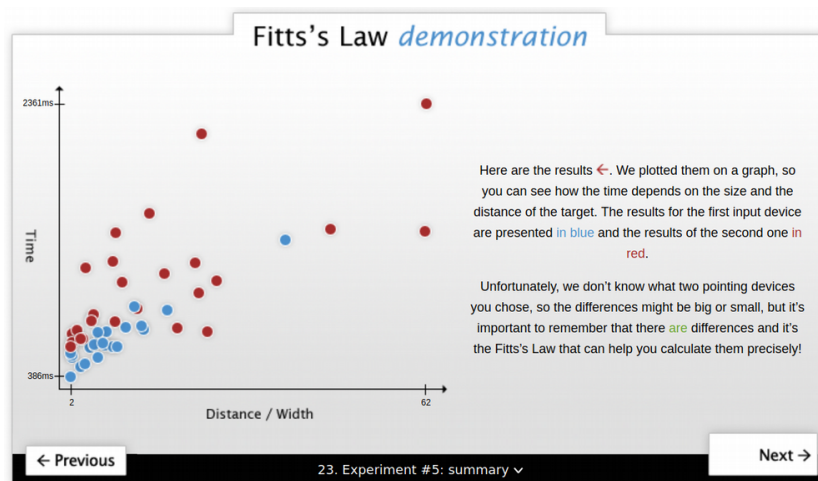 Fitts's Law demonstration
2361ms
Time
386ms
2
62
Distance / Width
Here are the results ←. We plotted them on a graph, so
you can see how the time depends on the size and the
distance of the target. The results for the first input device
are presented in blue and the results of the second one in
red.
Unfortunately, we don’t know what two pointing devices
you chose, so the differences might be big or small, but it’s
important to remember that there are differences and it’s
the Fitts’s Law that can help you calculate them precisely!
← Previous
23. Experiment #5: summary
Next →